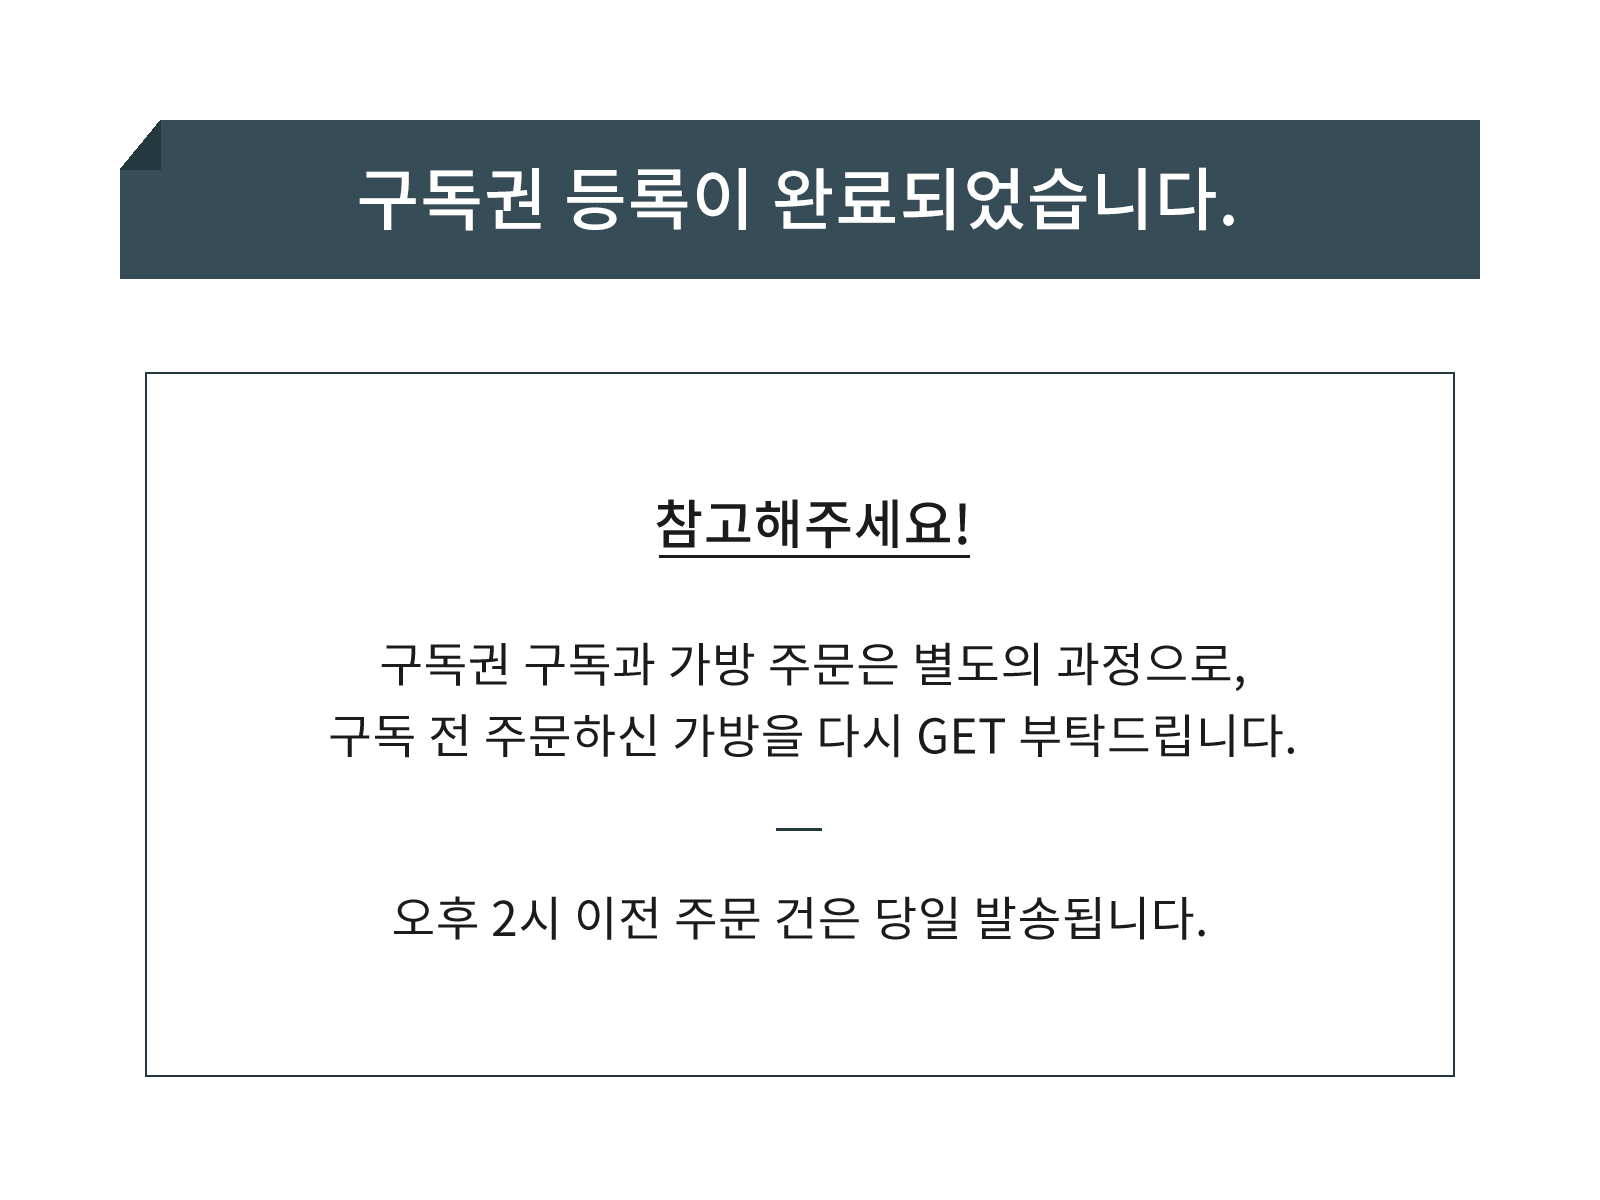 구독권 등록이 완료되었습니다.
참고해주세요!
구독권 구독과 가방 주문은 별도의 과정으로,
구독 전 주문하신 가방을 다시 GET 부탁드립니다.
오후 2시 이전 주문 건은 당일 발송됩니다.